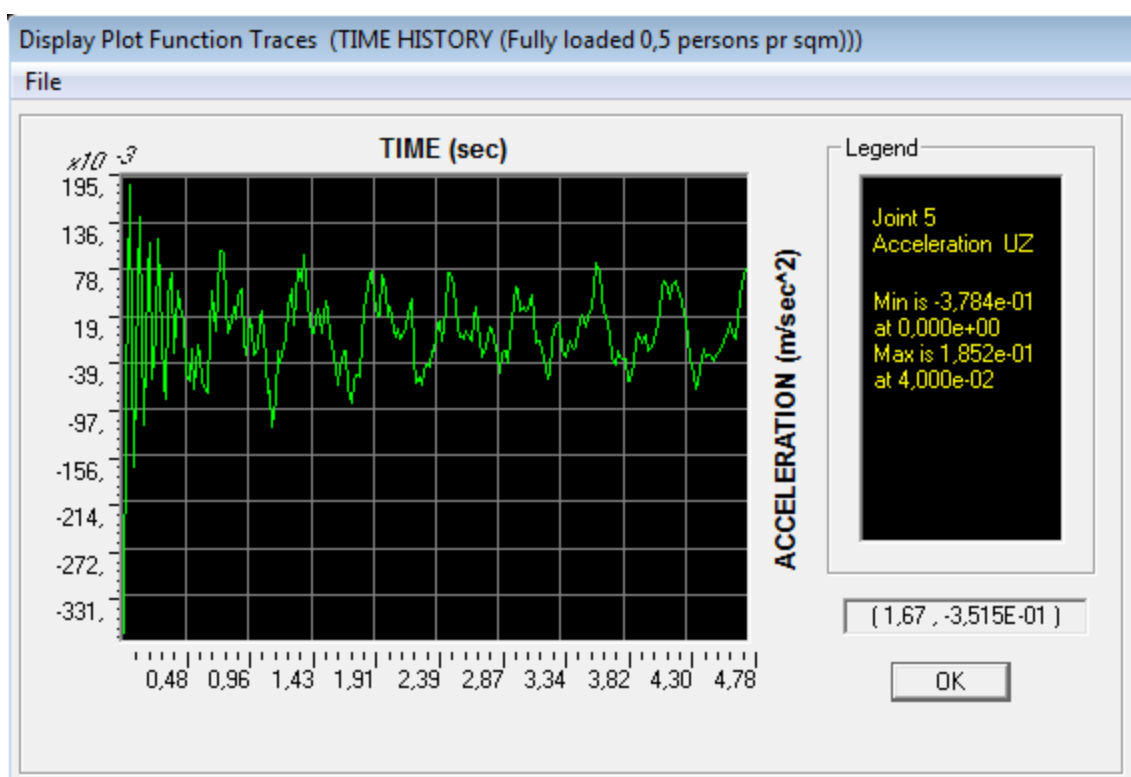 Display Plot Function Traces (TIME HISTORY (Fully loaded 0,5 persons pr sqm)))
File
x10 -3
TIME (sec)
195,
136,
78,
19,
-39,
-97,
-156,
-214,
-272,
-331,
0,48 0,96 1,43 1,91 2,39 2,87 3,34 3,82 4,30 4,78
ACCELERATION (m/sec^2)
Legend
Joint 5
Acceleration UZ
Min is -3,784e-01
at 0,000e+00
Max is 1,852e-01
at 4,000e-02
( 1,67 , -3,515E-01 )
OK